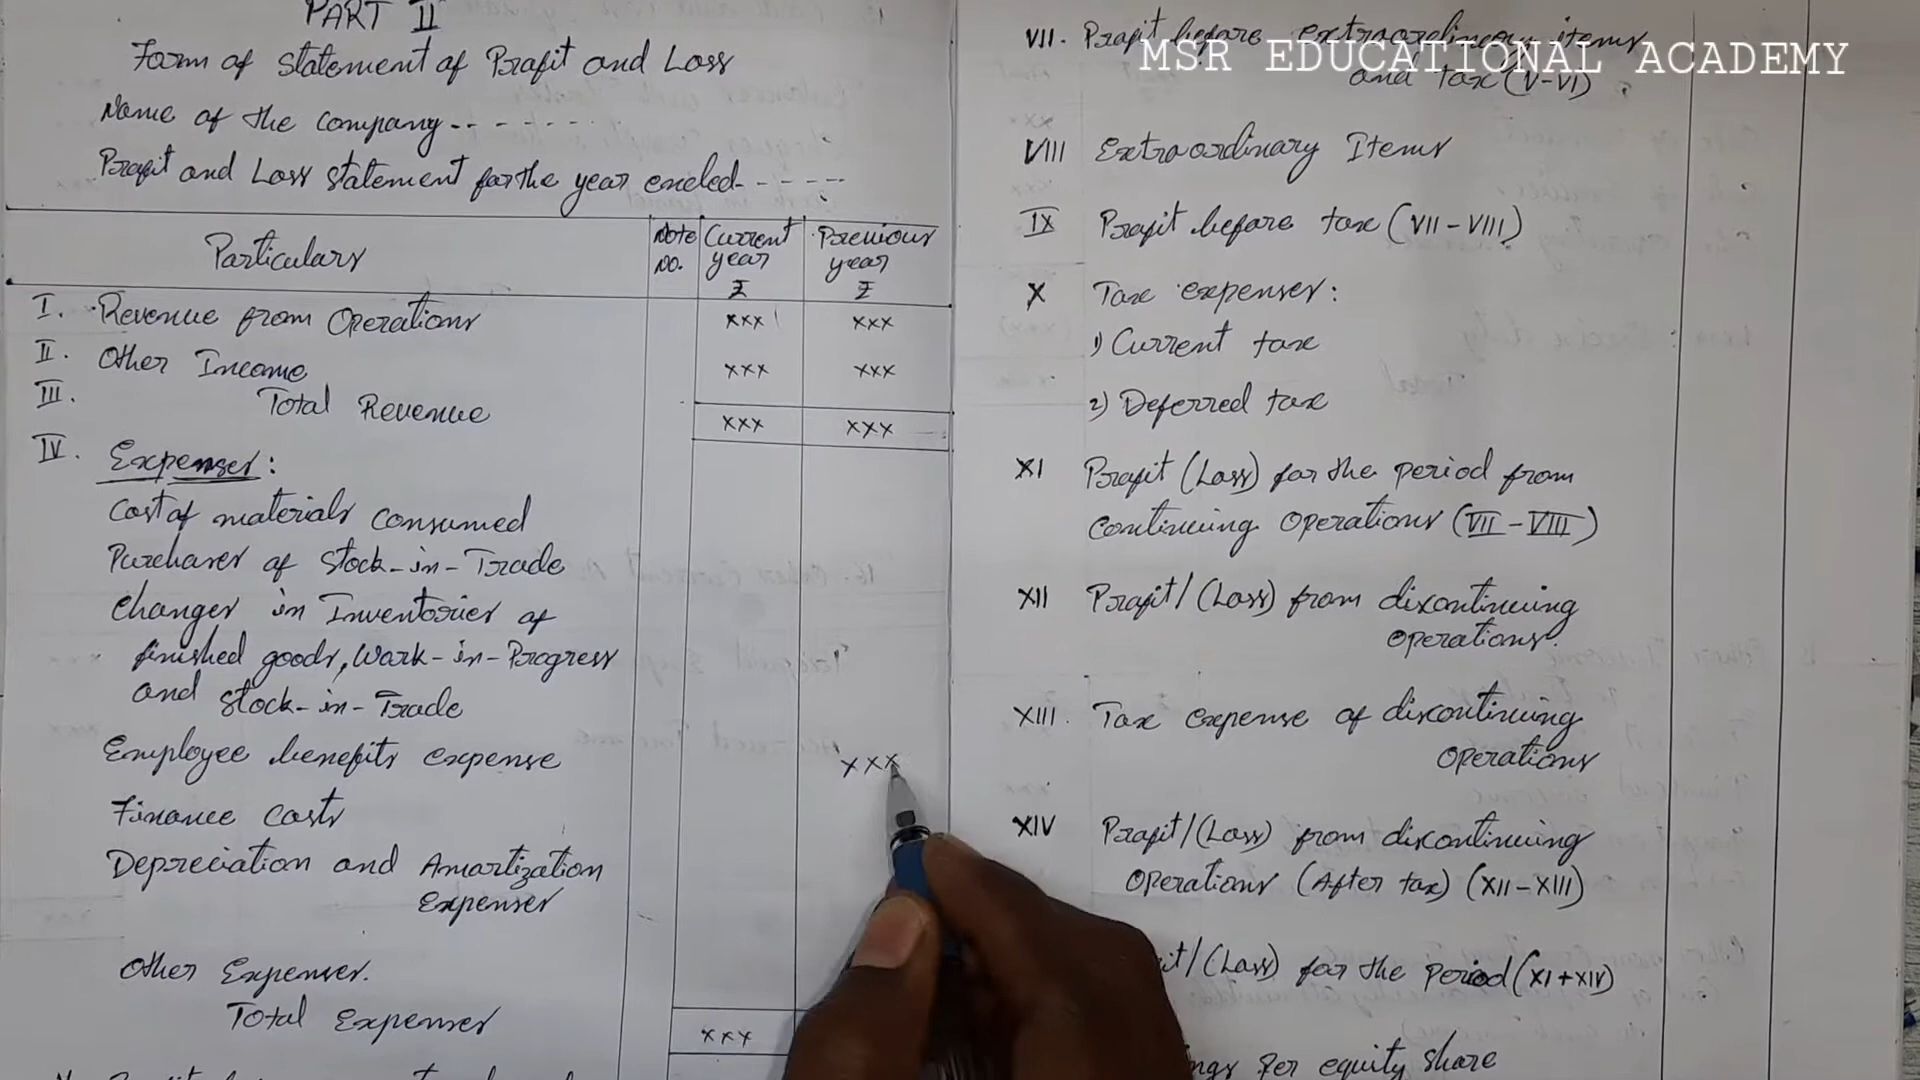 PART II
Form of Statement of Profit and Loss
Name of the Company - - - - - - - -
Profit and Loss Statement for the year ended - - - - -
Particulars
Note No.
Current year ₹
Previous year ₹
I. Revenue from Operations xxx xxx
II. Other Income xxx xxx
III. Total Revenue xxx xxx
IV. Expenses:
Cost of materials Consumed
Purchases of Stock-in-Trade
Changes in Inventories of
finished goods, Work-in-Progress
and Stock-in-Trade
Employee benefits expense xxx
Finance Costs
Depreciation and Amortization
Expenses
Other Expenses.
Total Expenses xxx
MSR EDUCATIONAL ACADEMY
VII. Profit before extraordinary items
and tax (V-VI)
VIII Extraordinary Items
IX Profit before tax (VII-VIII)
X Tax expenses:
1) Current tax
2) Deferred tax
XI Profit (Loss) for the period from
Continuing Operations (VII-VIII)
XII Profit/(Loss) from discontinuing
Operations.
XIII. Tax expense of discontinuing
Operations
XIV Profit/(Loss) from discontinuing
Operations (After tax) (XII-XIII)
/(Loss) for the Period (XI+XIV)
per equity share